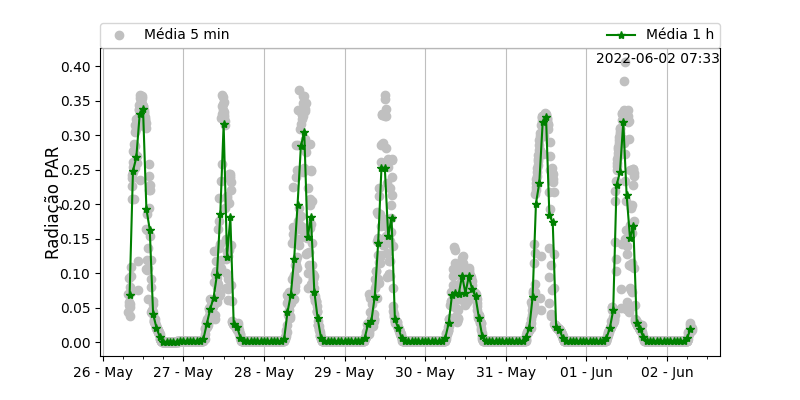 Média 5 min
Média 1 h
2022-06-02 07:33
0.40
0.35
0.30
0.25
0.20
0.15
0.10
0.05
0.00
Radiação PAR
26 - May
27 - May
28 - May
29 - May
30 - May
31 - May
01 - Jun
02 - Jun